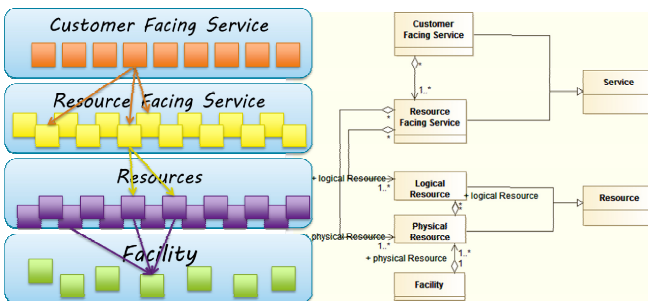 Customer Facing Service
Resource Facing Service
Resources
Facility
Customer
Facing Service
*
1..*
Service
*
*
Resource
Facing Service
+ logical Resource
1..*
Logical
Resource
+ logical Resource
*
Resource
physical Resource
1..*
Physical
Resource
+ physical Resource
1..*
1
Facility